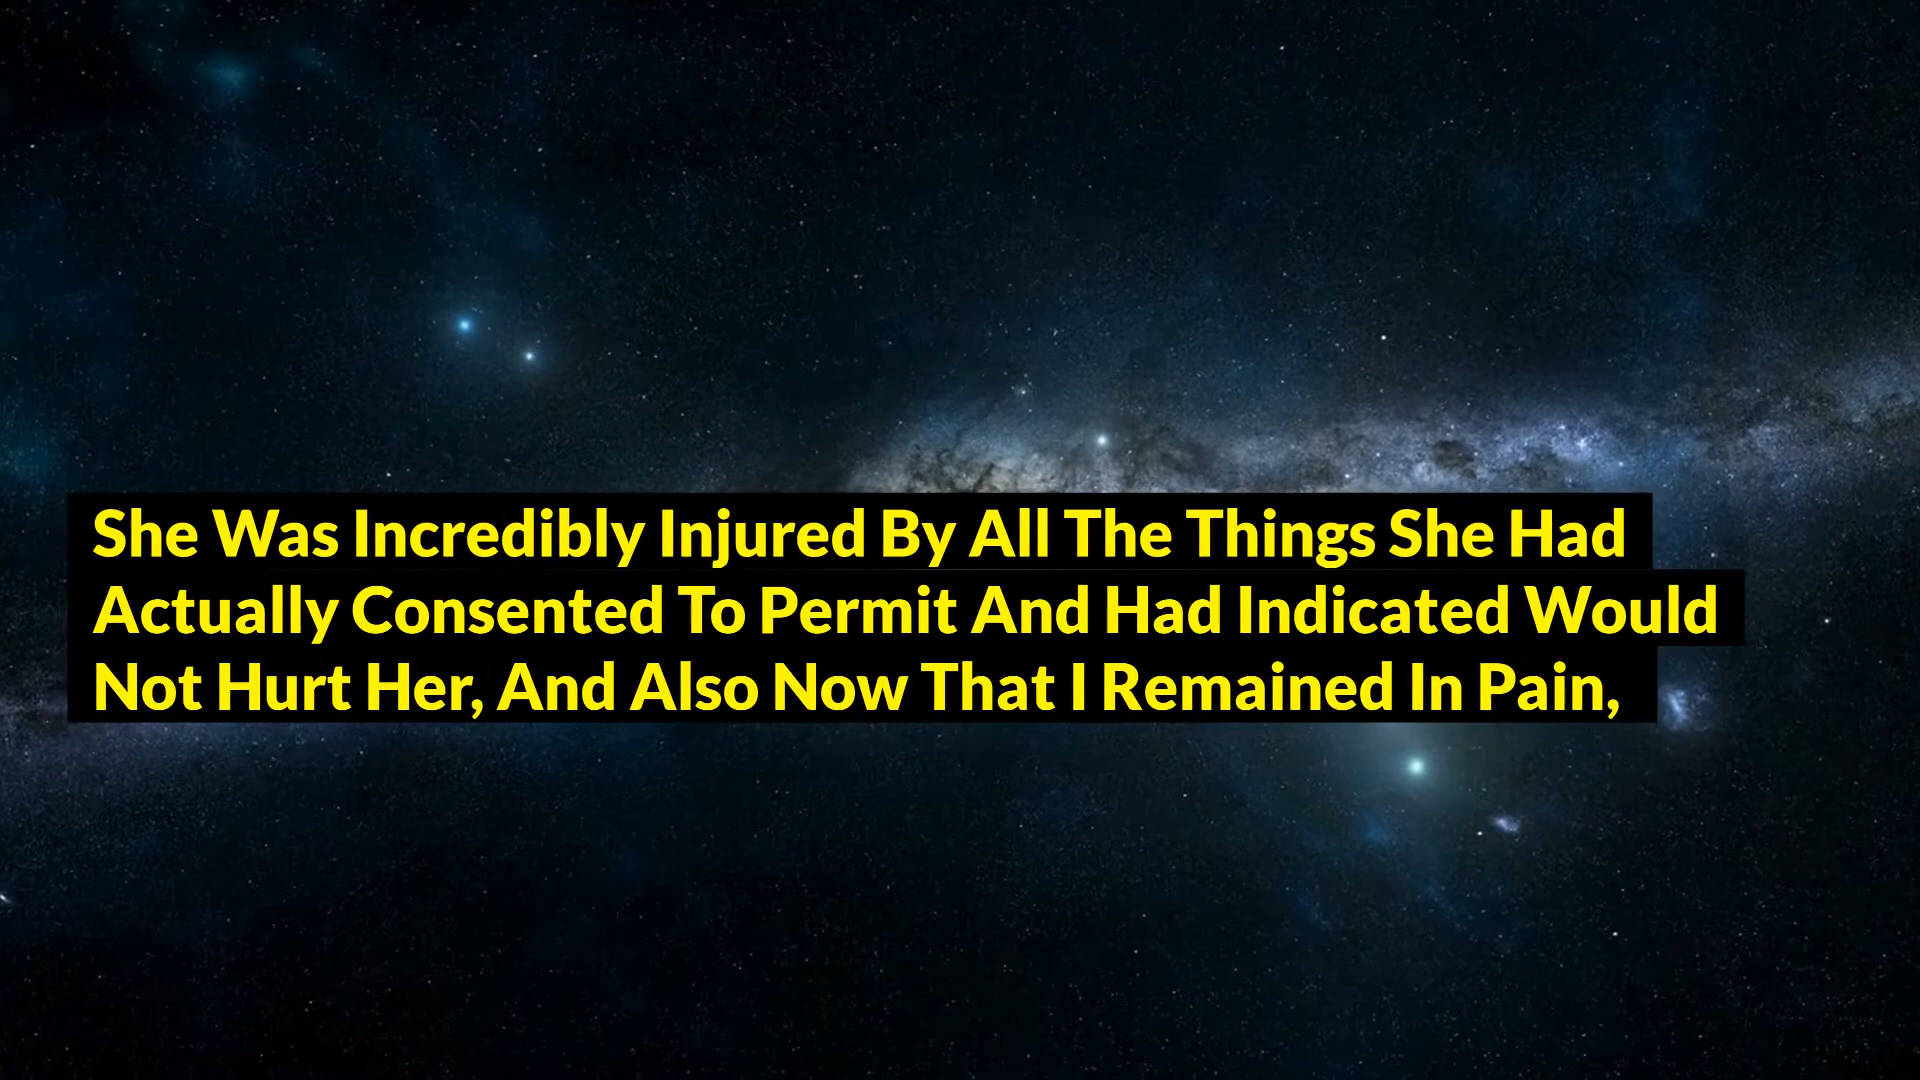 She Was Incredibly Injured By All The Things She Had
Actually Consented To Permit And Had Indicated Would
Not Hurt Her, And Also Now That I Remained In Pain,